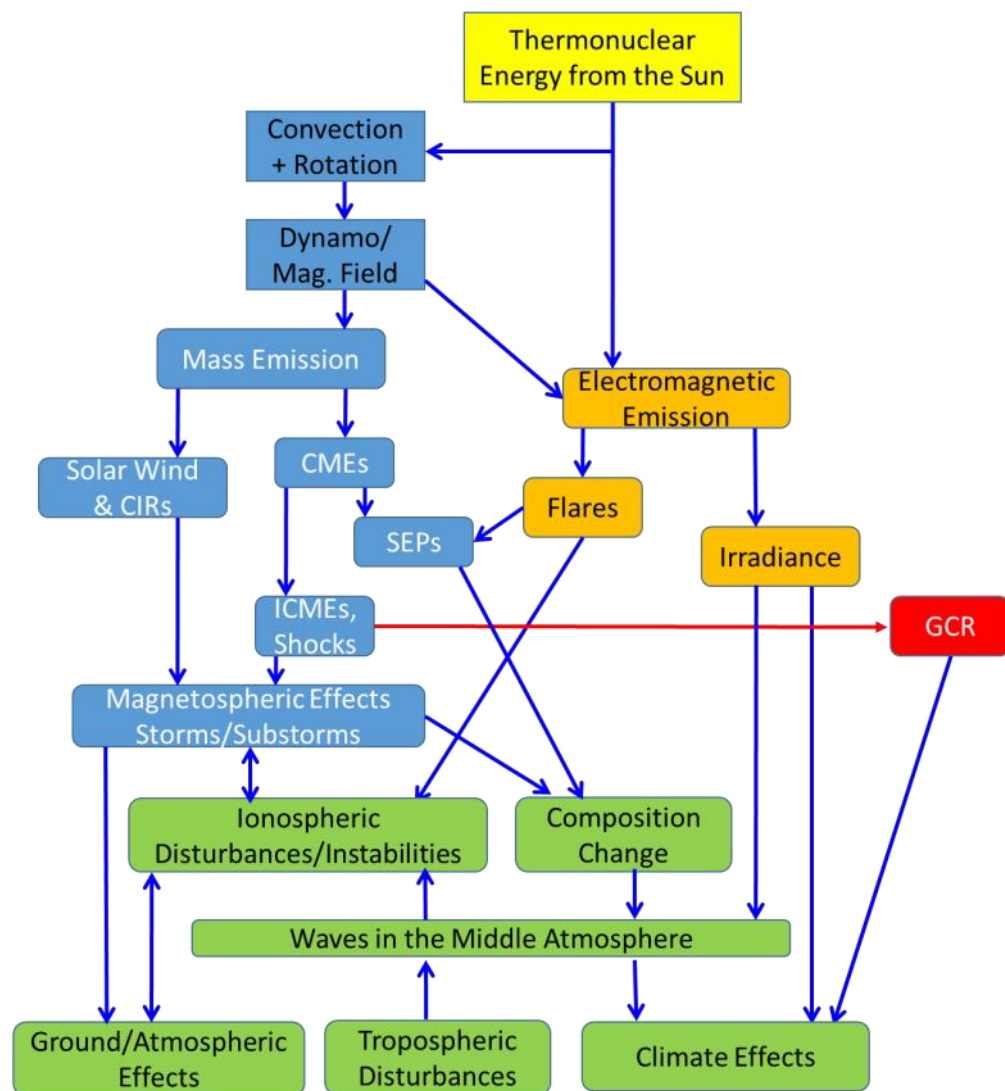 Thermonuclear
Energy from the Sun
Convection
+ Rotation
Dynamo/
Mag. Field
Mass Emission
Electromagnetic
Emission
CMEs
Solar Wind
& CIRs
Flares
SEPs
Irradiance
ICMEs,
Shocks
GCR
Magnetospheric Effects
Storms/Substorms
Ionospheric
Disturbances/Instabilities
Composition
Change
Waves in the Middle Atmosphere
Ground/Atmospheric
Effects
Tropospheric
Disturbances
Climate Effects